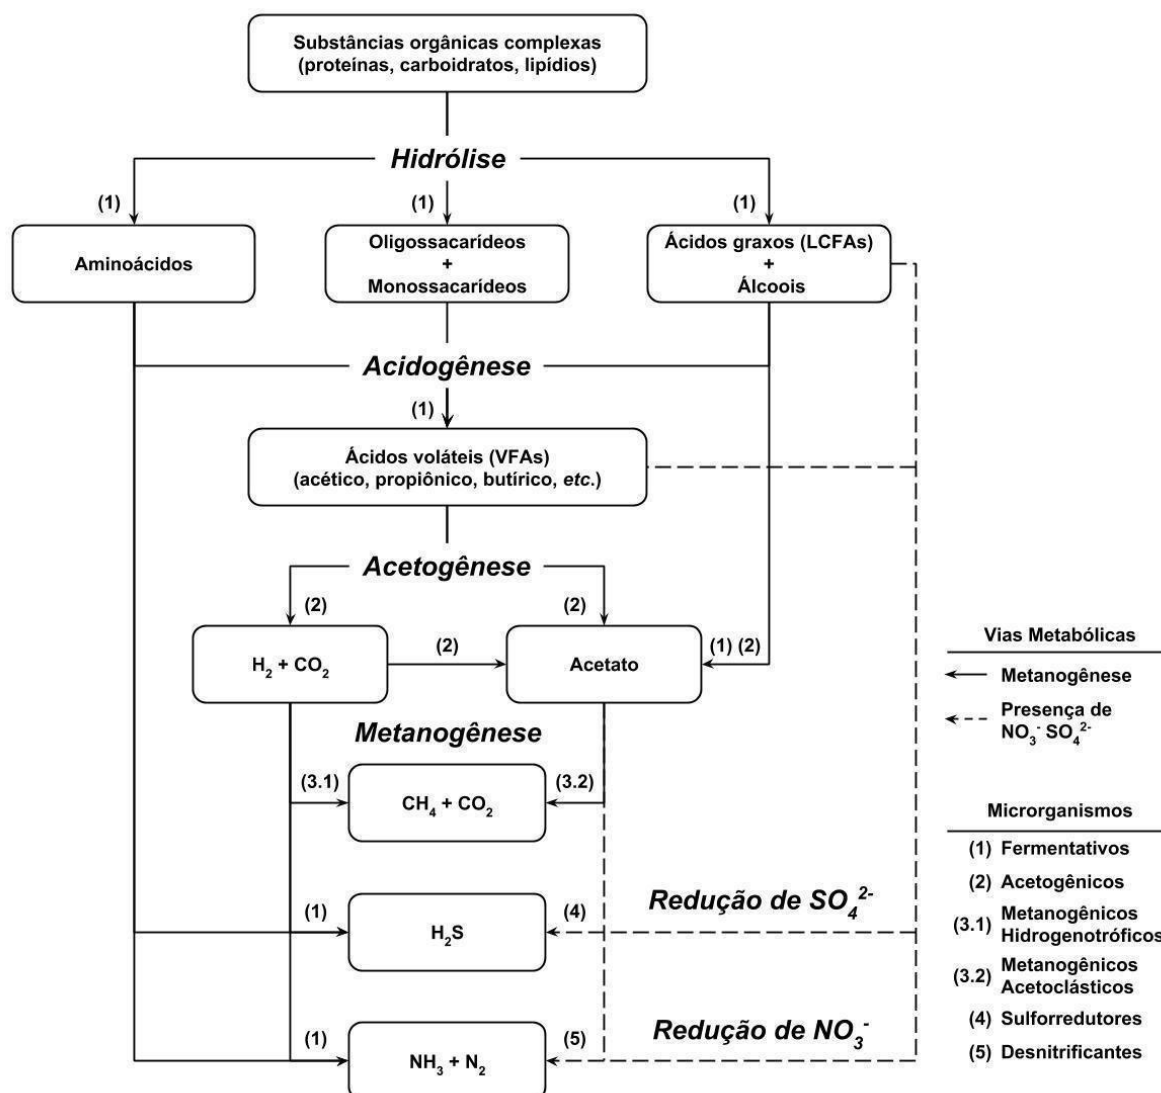 Substâncias orgânicas complexas
(proteínas, carboidratos, lipídios)
Hidrólise
(1)
(1)
(1)
Aminoácidos
Oligossacarídeos
+
Monossacarídeos
Ácidos graxos (LCFAs)
+
Álcoois
Acidogênese
(1)
Ácidos voláteis (VFAs)
(acético, propiônico, butírico, etc.)
Acetogênese
(2)
(2)
H₂ + CO₂
(2)
Acetato
(1) (2)
Metanogênese
(3.1)
CH₄ + CO₂
(3.2)
Redução de SO₄²⁻
(1)
H₂S
(4)
Redução de NO₃⁻
(1)
NH₃ + N₂
(5)
Vias Metabólicas
Metanogênese
Presença de
NO₃⁻ SO₄²⁻
Microrganismos
(1) Fermentativos
(2) Acetogênicos
(3.1) Metanogênicos
Hidrogenotróficos
(3.2) Metanogênicos
Acetoclásticos
(4) Sulforredutores
(5) Desnitrificantes